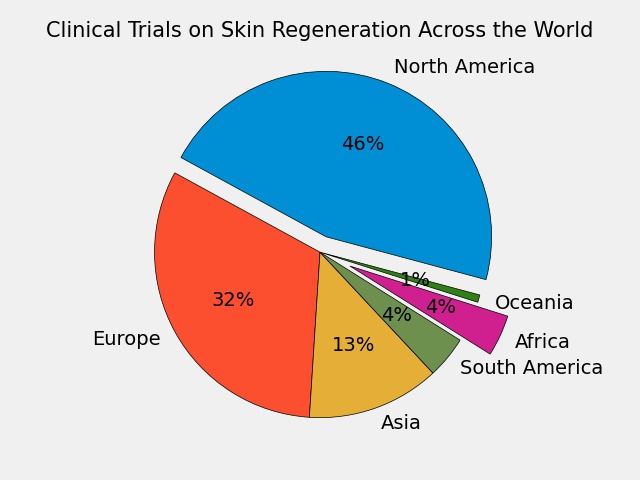 Clinical Trials on Skin Regeneration Across the World
North America
46%
1%
Oceania
32%
4%
4%
Europe
13%
Africa
South America
Asia